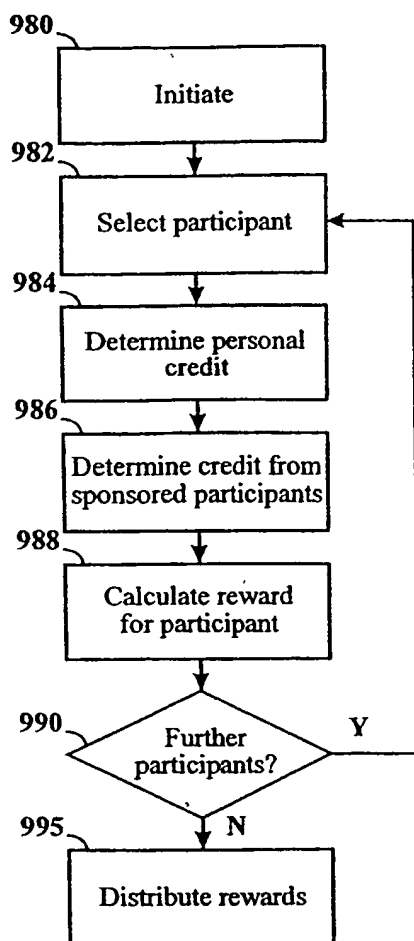 980
Initiate
982
Select participant
984
Determine personal
credit
986
Determine credit from
sponsored participants
988
Calculate reward
for participant
990
Further
participants?
Y
N
995
Distribute rewards